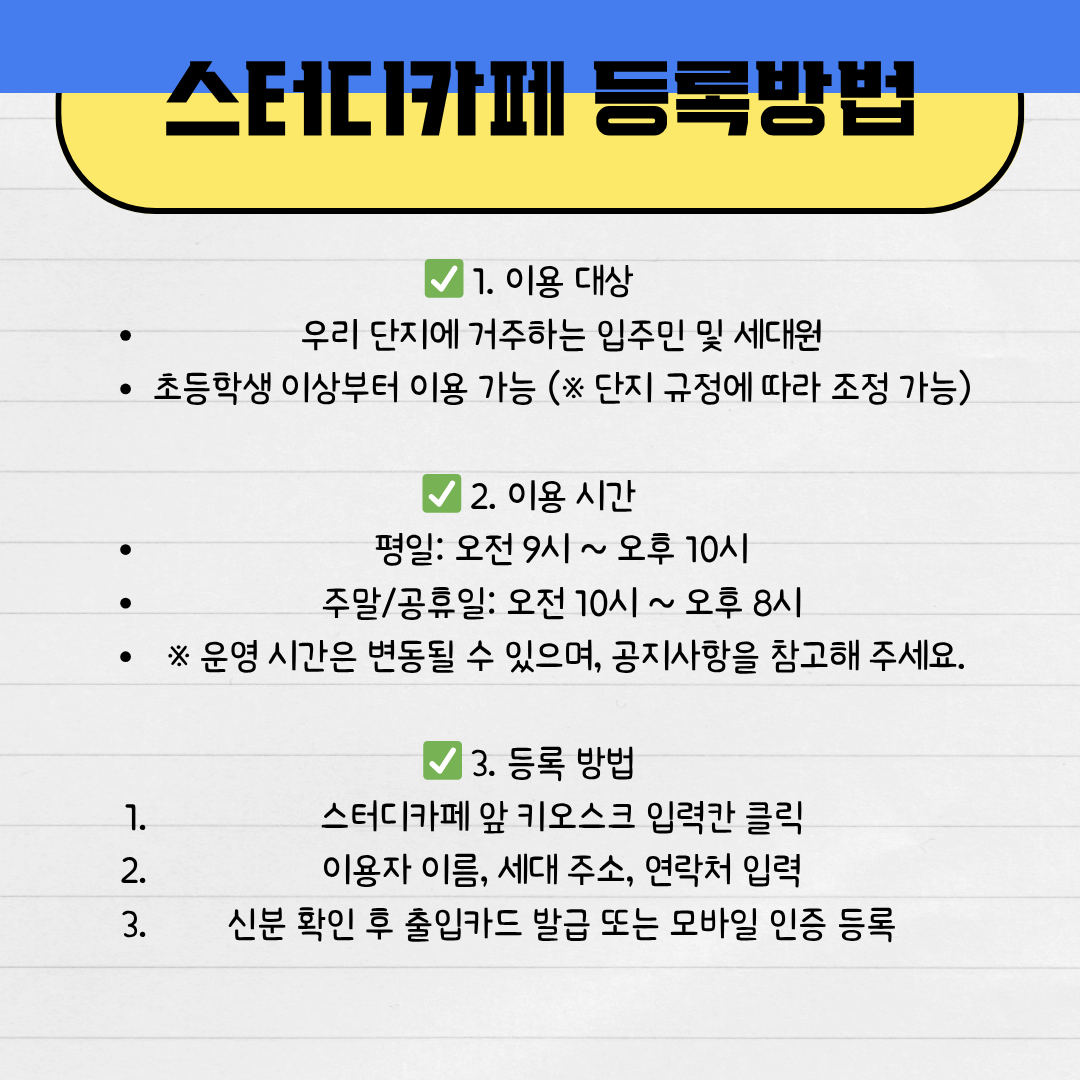 스터디카페 등록방법
✅ 1. 이용 대상
• 우리 단지에 거주하는 입주민 및 세대원
• 초등학생 이상부터 이용 가능 (※ 단지 규정에 따라 조정 가능)
✅ 2. 이용 시간
• 평일: 오전 9시 ~ 오후 10시
• 주말/공휴일: 오전 10시 ~ 오후 8시
• ※ 운영 시간은 변동될 수 있으며, 공지사항을 참고해 주세요.
✅ 3. 등록 방법
1. 스터디카페 앞 키오스크 입력칸 클릭
2. 이용자 이름, 세대 주소, 연락처 입력
3. 신분 확인 후 출입카드 발급 또는 모바일 인증 등록